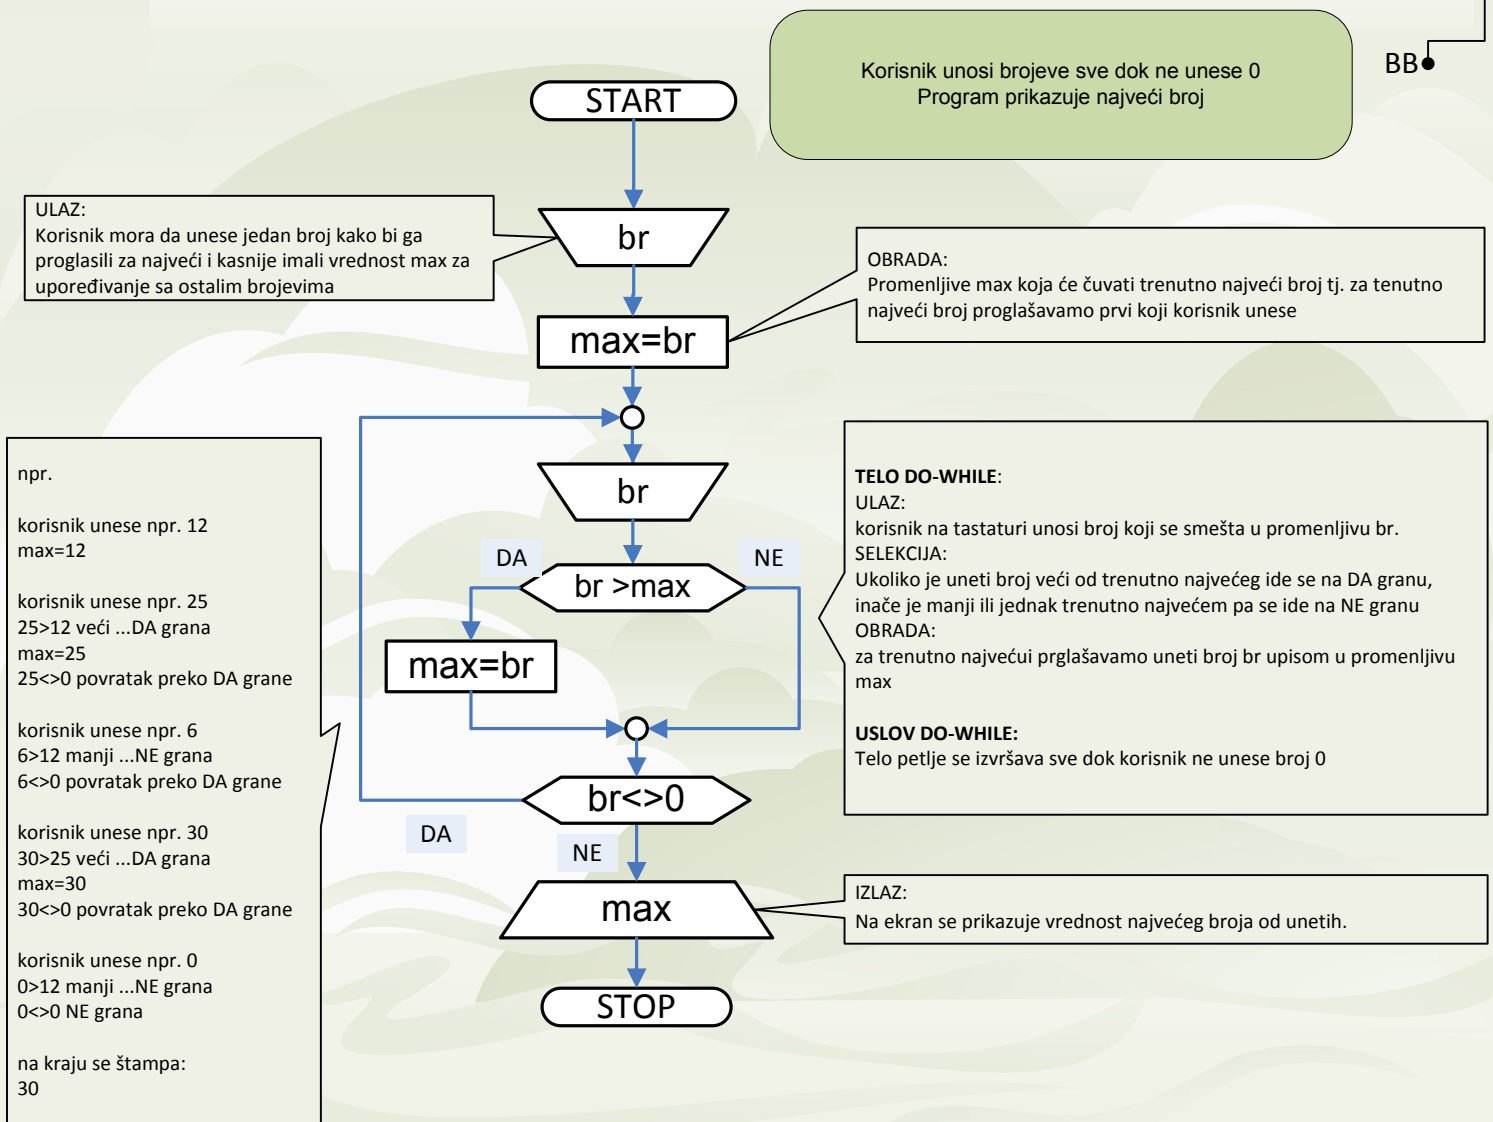 Korisnik unosi brojeve sve dok ne unese 0
Program prikazuje najveći broj
BB
START
ULAZ:
Korisnik mora da unese jedan broj kako bi ga
proglasili za najveći i kasnije imali vrednost max za
upoređivanje sa ostalim brojevima
br
OBRADA:
Promenljive max koja će čuvati trenutno najveći broj tj. za tenutno
najveći broj proglašavamo prvi koji korisnik unese
max=br
br
DA
NE
br >max
max=br
br<>0
DA
NE
max
STOP
npr.
korisnik unese npr. 12
max=12
korisnik unese npr. 25
25>12 veći ...DA grana
max=25
25<>0 povratak preko DA grane
korisnik unese npr. 6
6>12 manji ...NE grana
6<>0 povratak preko DA grane
korisnik unese npr. 30
30>25 veći ...DA grana
max=30
30<>0 povratak preko DA grane
korisnik unese npr. 0
0>12 manji ...NE grana
0<>0 NE grana
na kraju se štampa:
30
TELO DO-WHILE:
ULAZ:
korisnik na tastaturi unosi broj koji se smešta u promenljivu br.
SELEKCIJA:
Ukoliko je uneti broj veći od trenutno najvećeg ide se na DA granu,
inače je manji ili jednak trenutno najvećem pa se ide na NE granu
OBRADA:
za trenutno najvećui prglašavamo uneti broj br upisom u promenljivu
max
USLOV DO-WHILE:
Telo petlje se izvršava sve dok korisnik ne unese broj 0
IZLAZ:
Na ekran se prikazuje vrednost najvećeg broja od unetih.